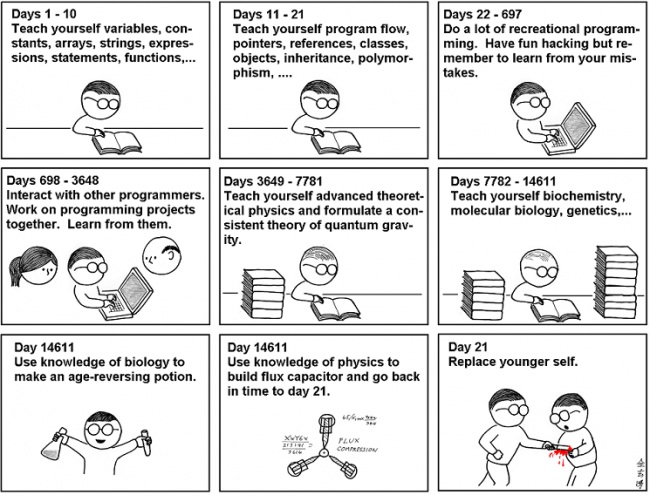 Days 1 - 10
Teach yourself variables, con-
stants, arrays, strings, expres-
sions, statements, functions,...
Days 11 - 21
Teach yourself program flow,
pointers, references, classes,
objects, inheritance, polymor-
phism, ....
Days 22 - 697
Do a lot of recreational program-
ming.  Have fun hacking but re-
member to learn from your mis-
takes.
Days 698 - 3648
Interact with other programmers.
Work on programming projects
together.  Learn from them.
Days 3649 - 7781
Teach yourself advanced theoret-
ical physics and formulate a con-
sistent theory of quantum grav-
ity.
Days 7782 - 14611
Teach yourself biochemistry,
molecular biology, genetics,...
Day 14611
Use knowledge of biology to
make an age-reversing potion.
Day 14611
Use knowledge of physics to
build flux capacitor and go back
in time to day 21.
FLUX
COMPRESSION
Day 21
Replace younger self.